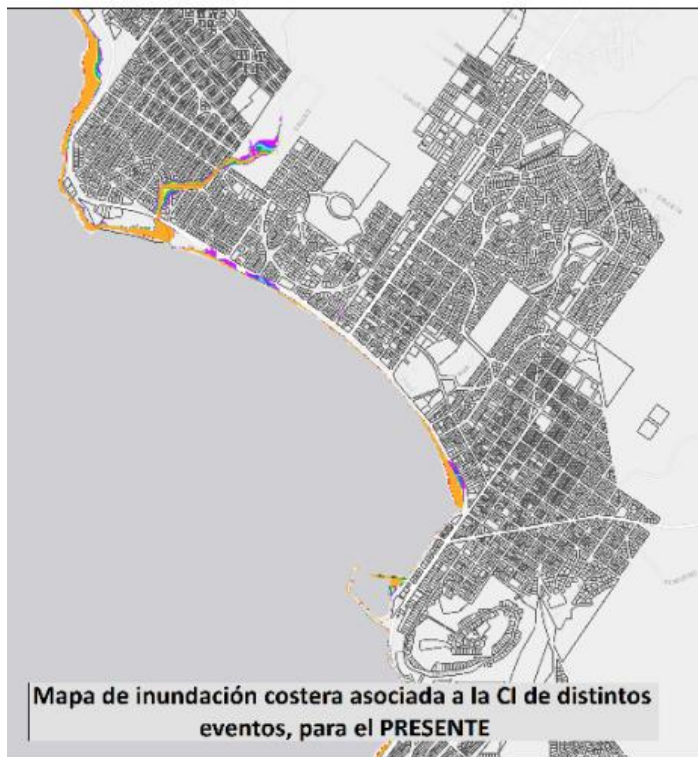 Mapa de inundación costera asociada a la CI de distintos
eventos, para el PRESENTE